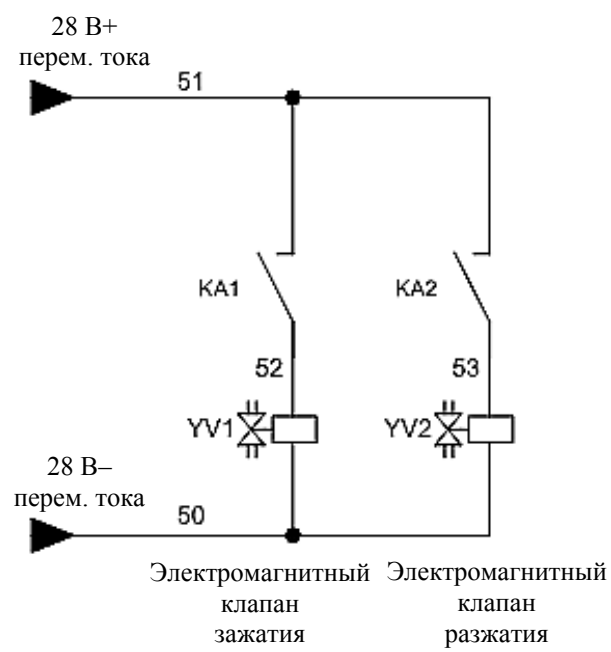 28 В+
перем. тока
51
KA1
KA2
52
53
YV1
YV2
28 В–
перем. тока
50
Электромагнитный
клапан
зажатия
Электромагнитный
клапан
разжатия